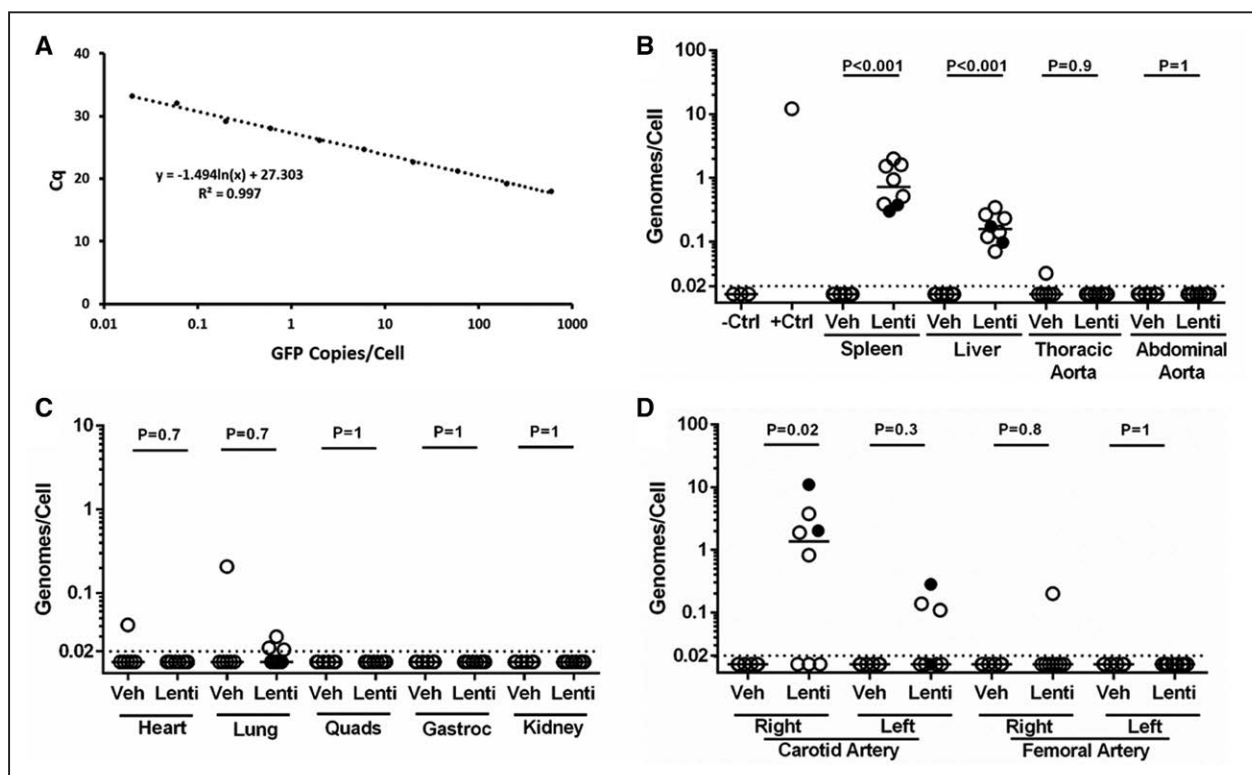 A
40
30
20
10
0
Cq
y = -1.494ln(x) + 27.303
R² = 0.997
0.01 0.1 1 10 100 1000
GFP Copies/Cell
B
100
10
1
0.1
0.02
Genomes/Cell
P<0.001 P<0.001 P=0.9 P=1
-Ctrl +Ctrl Veh Lenti Veh Lenti Veh Lenti Veh Lenti
Spleen Liver Thoracic Abdominal
Aorta Aorta
C
10
1
0.1
0.02
Genomes/Cell
P=0.7 P=0.7 P=1 P=1 P=1
Veh Lenti Veh Lenti Veh Lenti Veh Lenti Veh Lenti
Heart Lung Quads Gastroc Kidney
D
100
10
1
0.1
0.02
Genomes/Cell
P=0.02 P=0.3 P=0.8 P=1
Veh Lenti Veh Lenti Veh Lenti Veh Lenti
Right Left Right Left
Carotid Artery Femoral Artery